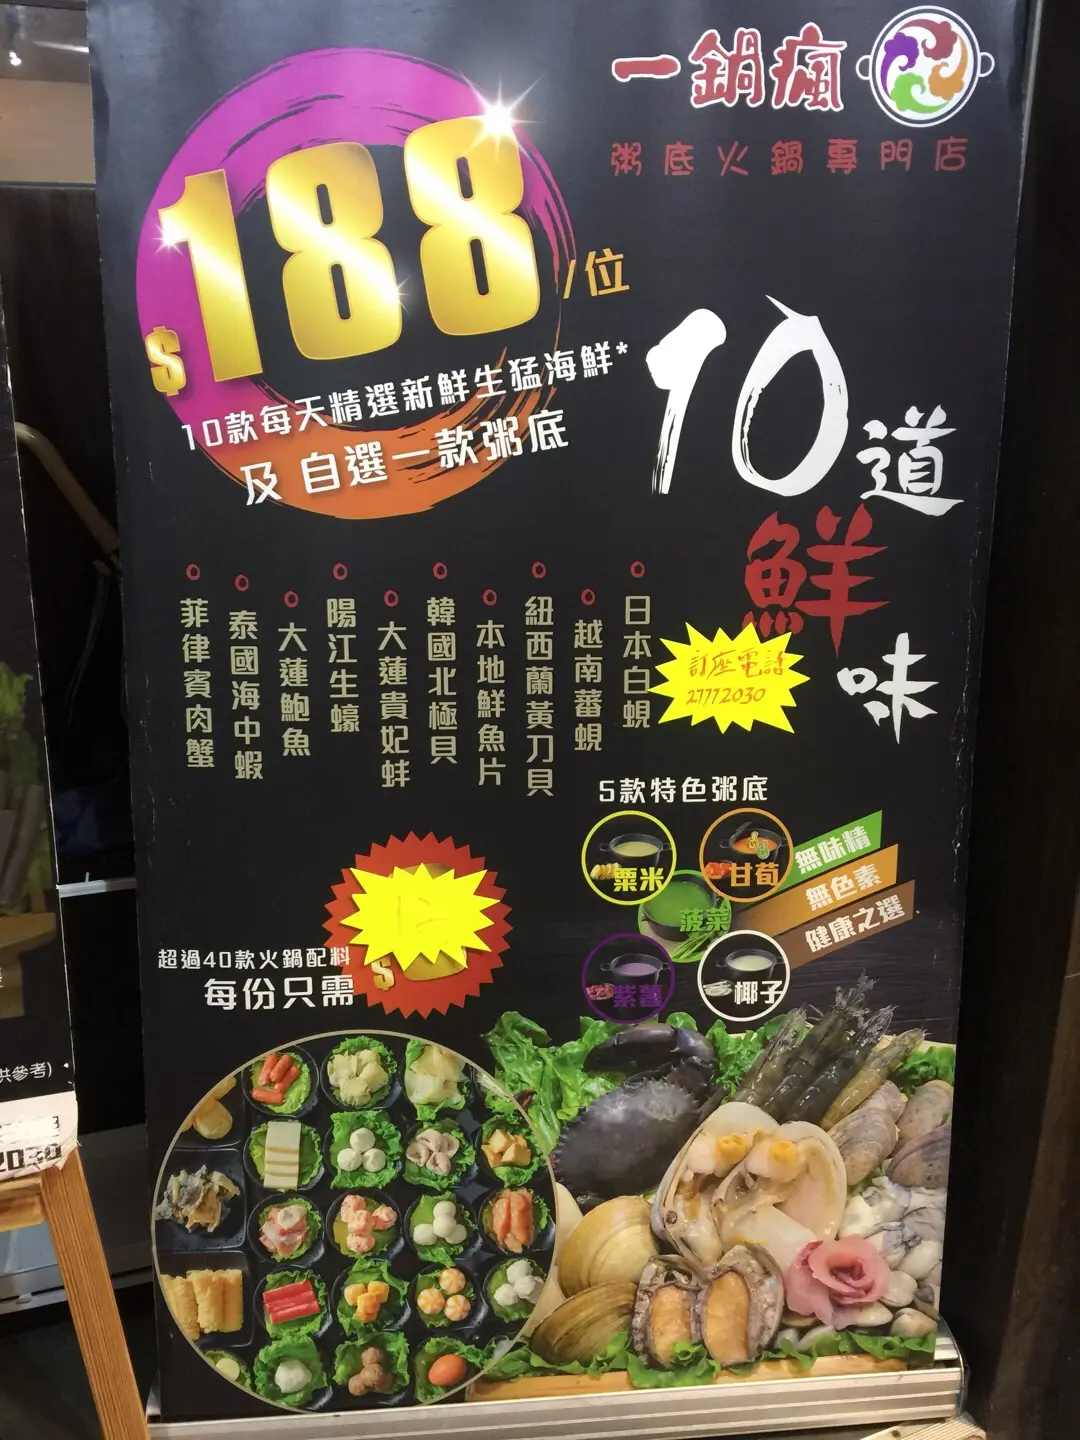 一鍋瘋
粥底火鍋專門店
$188/位
10款每天精選新鮮生猛海鮮*
及 自選一款粥底
10道
鮮
味
日本白蜆
越南蕃蜆
紐西蘭黃刀貝
本地鮮魚片
韓國北極貝
大蓮貴妃蚌
陽江生蠔
大蓮鮑魚
泰國海中蝦
菲律賓肉蟹
訂座電話
27772030
5款特色粥底
粟米
甘荀
菠菜
紫薯
椰子
無味精
無色素
健康之選
超過40款火鍋配料
每份只需
$
供參考)
2030